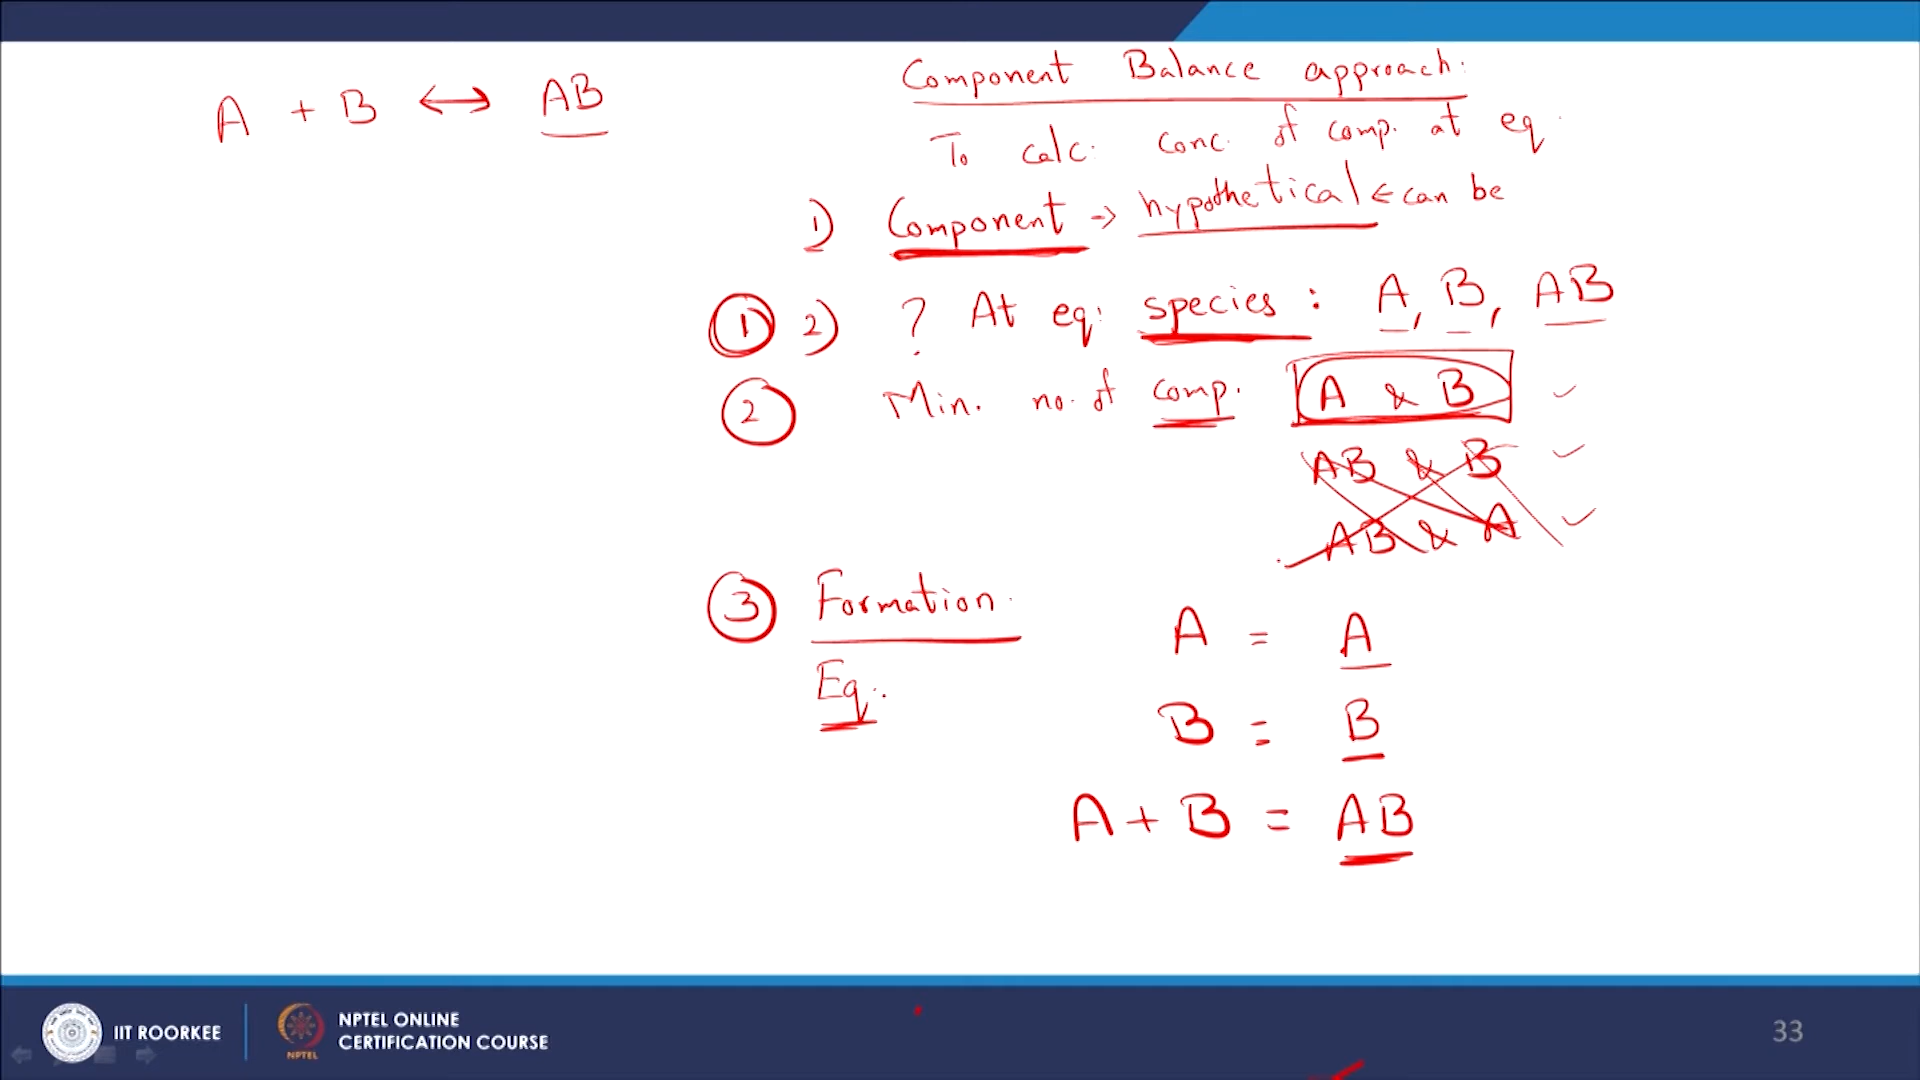 A + B ↔ AB
Component Balance approach:
To calc. conc. of comp. at eq.
1) Component → hypothetical ← can be
① 2) ? At eq: species : A, B, AB
② Min. no. of comp. A & B ✓
AB & B ✓
AB & A ✓
③ Formation
Eq:
A = A
B = B
A + B = AB
IIT ROORKEE
NPTEL
NPTEL ONLINE
CERTIFICATION COURSE
33